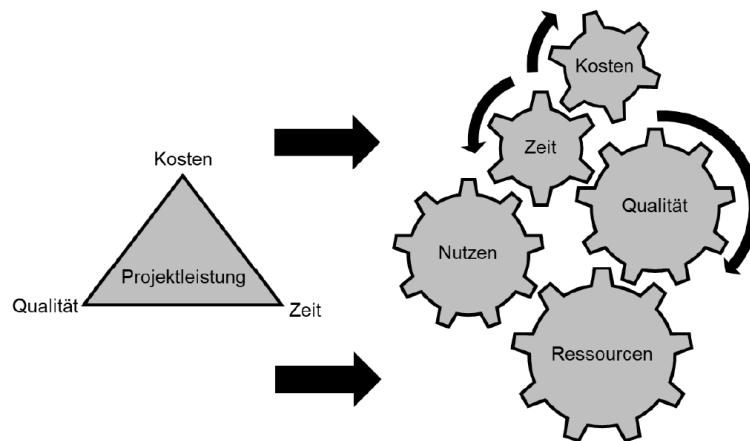 Kosten
Projektleistung
Qualität
Zeit
Kosten
Zeit
Qualität
Nutzen
Ressourcen